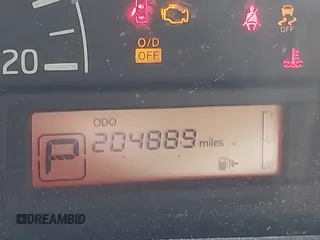 O/D
OFF
OFF
20
ODO
P
204889 miles
DREAMBID